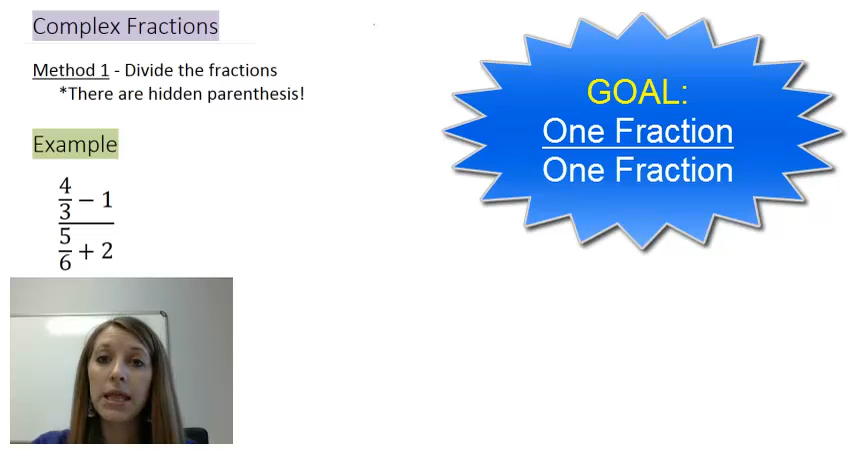 Complex Fractions
Method 1 - Divide the fractions
*There are hidden parenthesis!
Example
4
3
− 1
5
6
+ 2
GOAL:
One Fraction
One Fraction